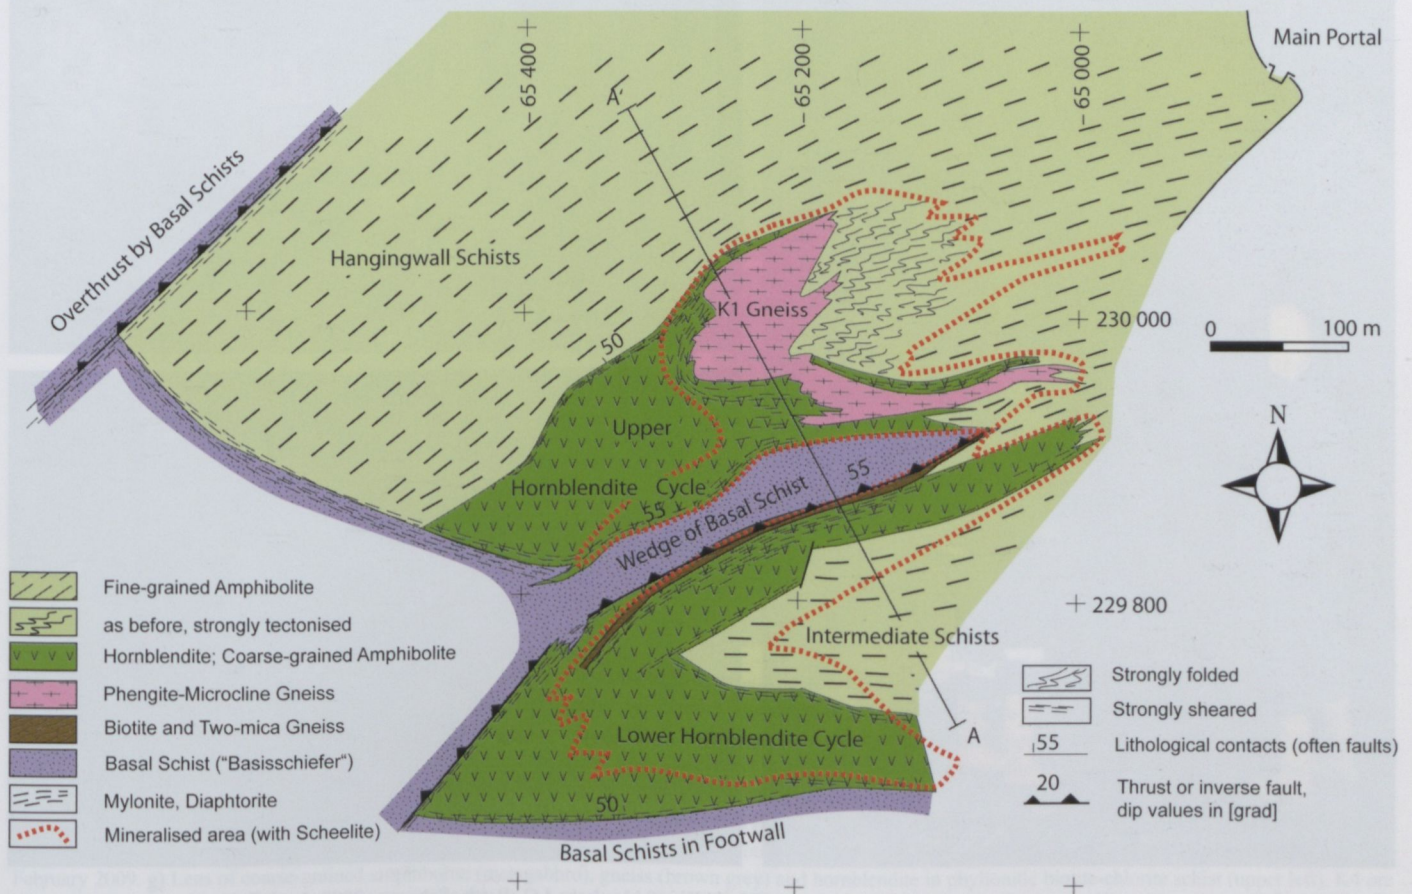 Main Portal
–65 400
–65 200
–65 000
A'
Overthrust by Basal Schists
Hangingwall Schists
K1 Gneiss
230 000
0 100 m
50
Upper
N
Hornblendite Cycle
55
55
Wedge of Basal Schist
229 800
Intermediate Schists
Lower Hornblendite Cycle
A
50
Basal Schists in Footwall
Fine-grained Amphibolite
as before, strongly tectonised
Hornblendite; Coarse-grained Amphibolite
Phengite-Microcline Gneiss
Biotite and Two-mica Gneiss
Basal Schist ("Basisschiefer“)
Mylonite, Diaphtorite
Mineralised area (with Scheelite)
Strongly folded
Strongly sheared
55 Lithological contacts (often faults)
20 Thrust or inverse fault,
dip values in [grad]